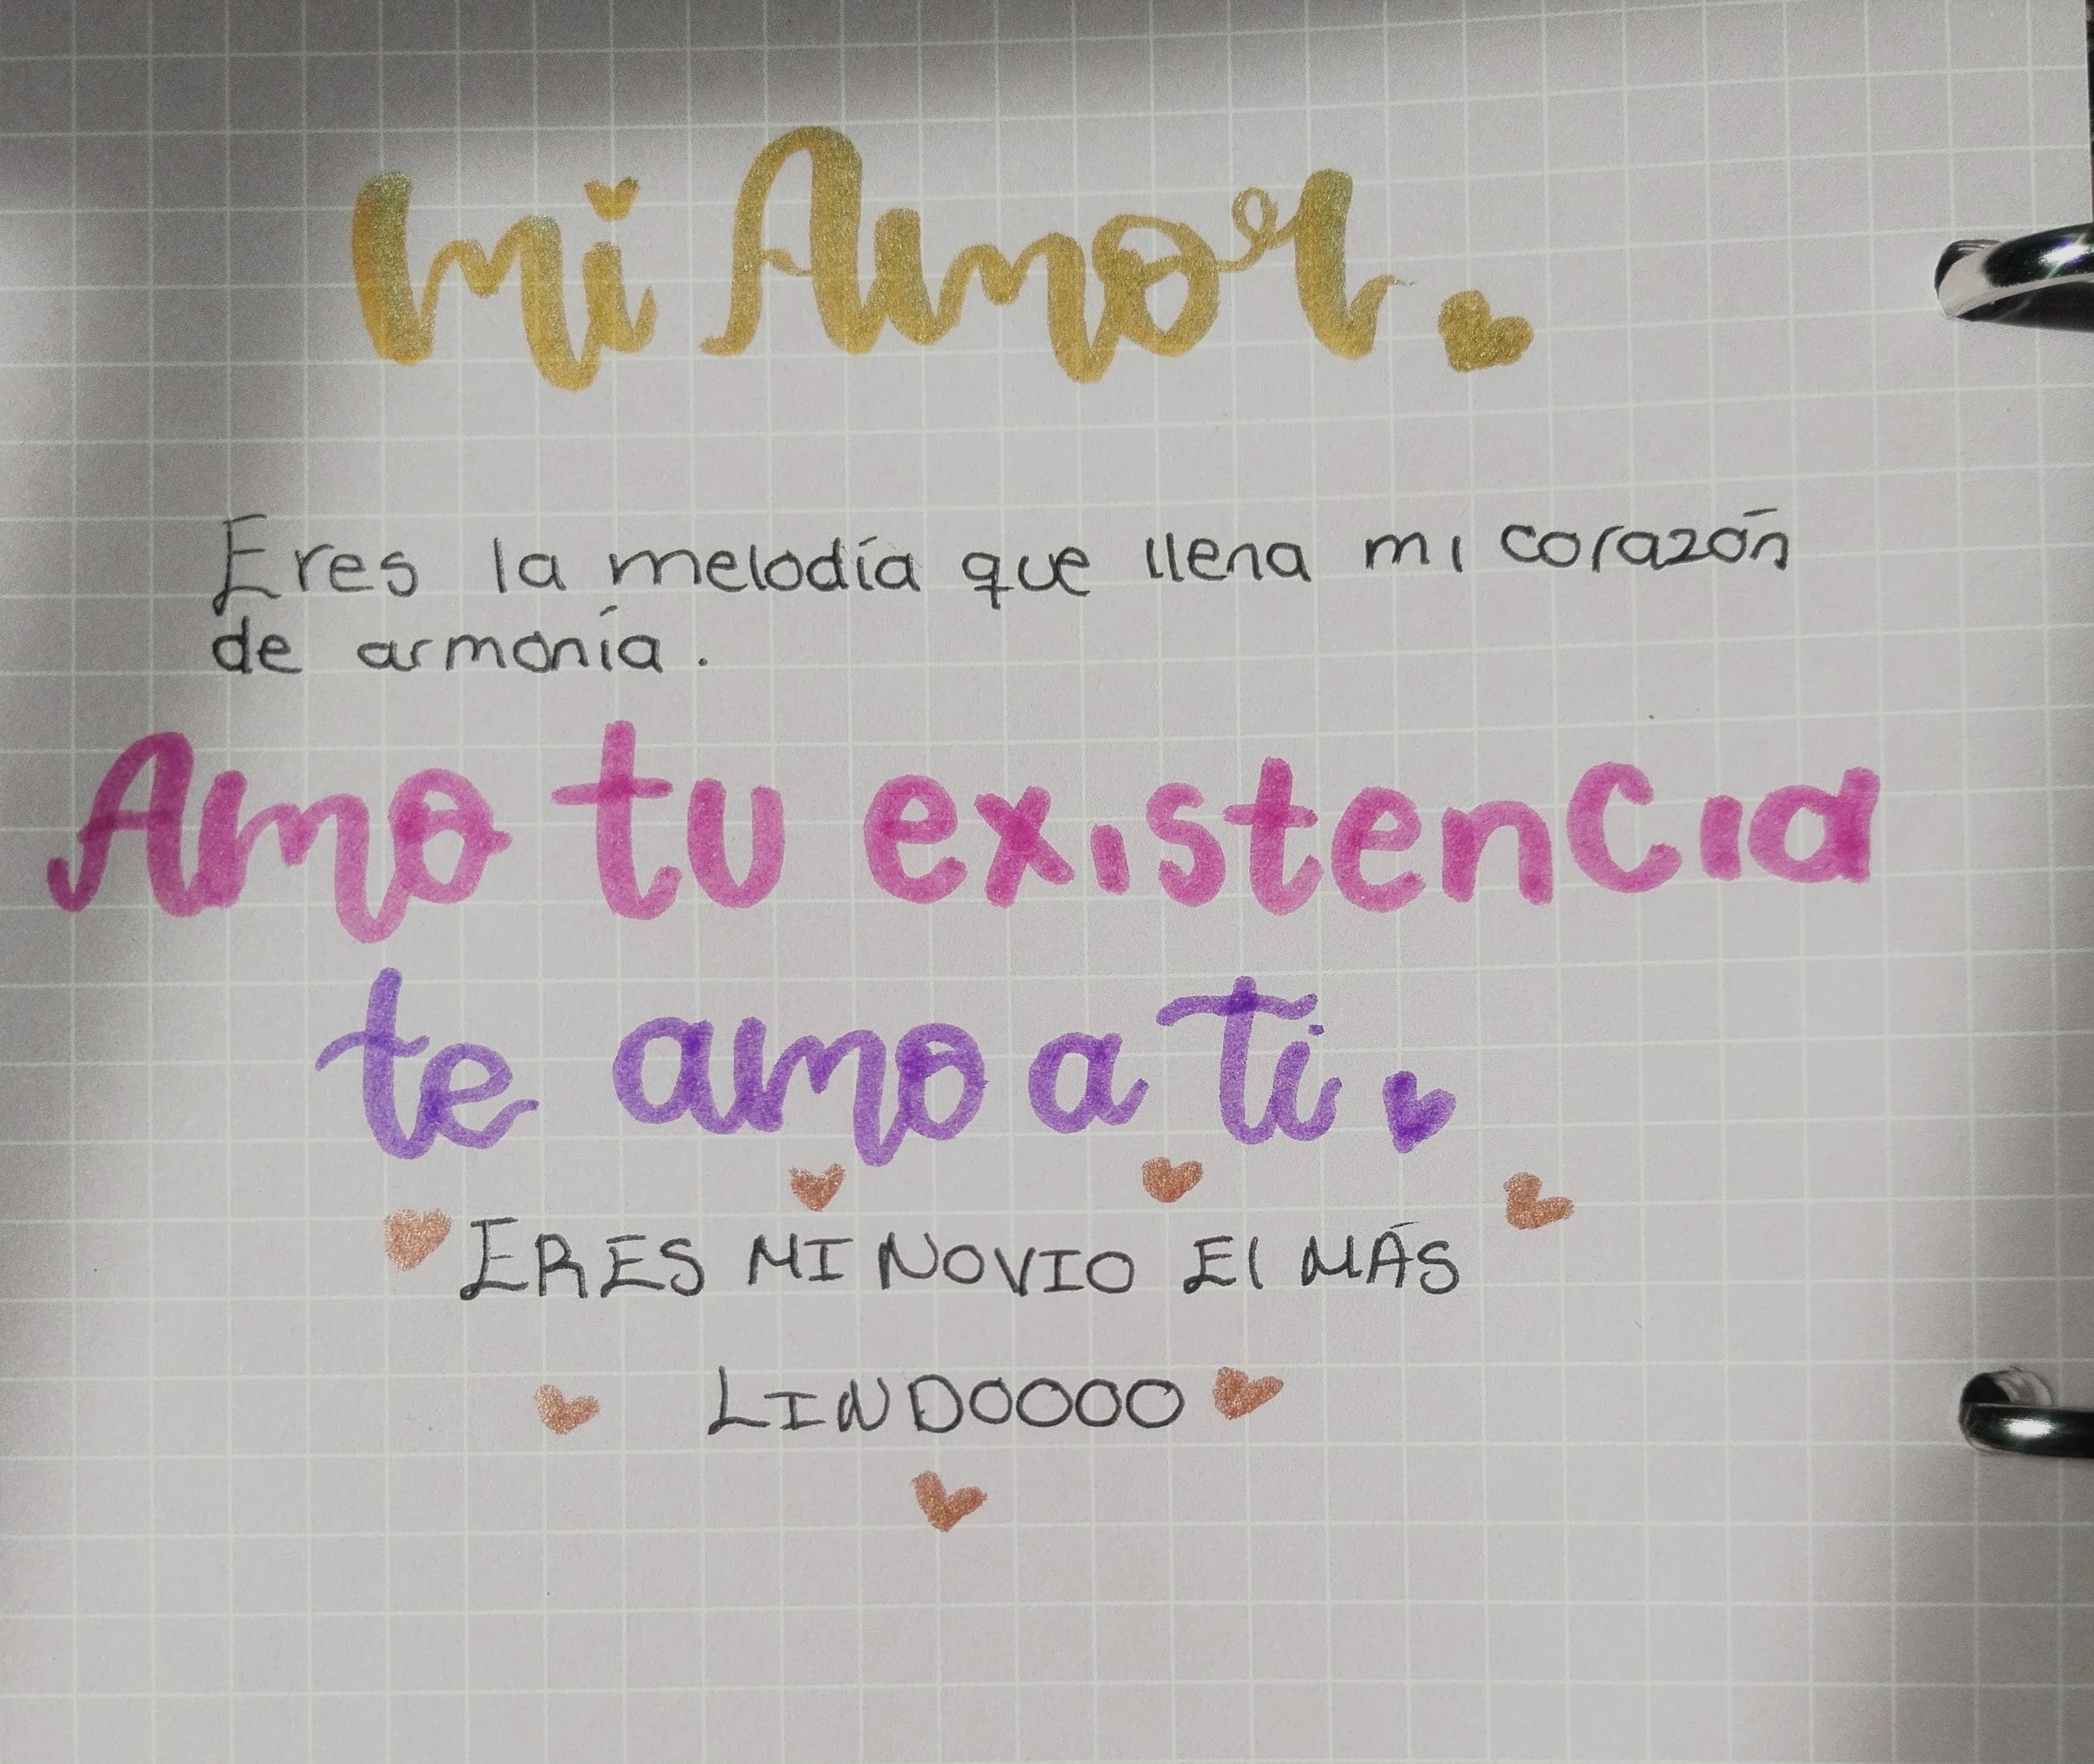 mi Amor.
Eres la melodía que llena mi corazón
de armonía.
Amo tu existencia
te amo a Ti.
ERES MI NOVIO El MÁS
LINDOOOO